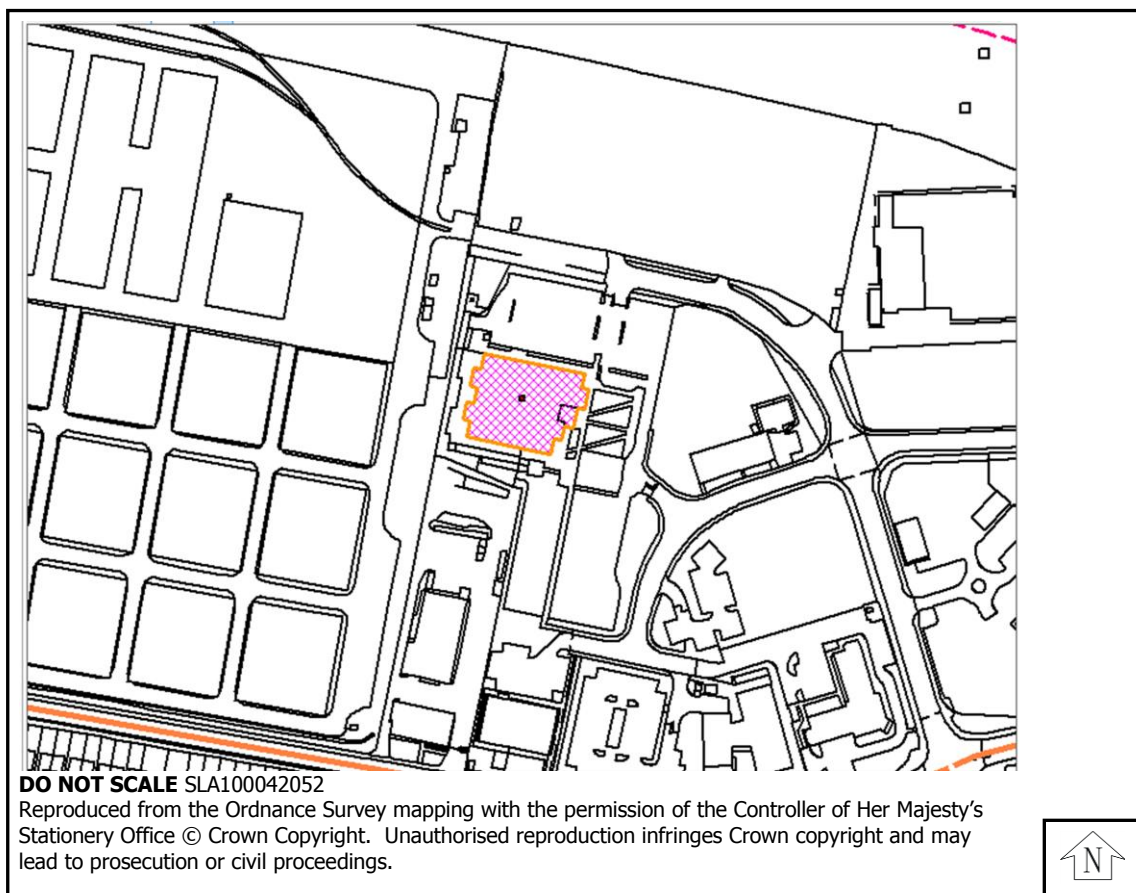 DO NOT SCALE SLA100042052
Reproduced from the Ordnance Survey mapping with the permission of the Controller of Her Majesty's
Stationery Office © Crown Copyright. Unauthorised reproduction infringes Crown copyright and may
lead to prosecution or civil proceedings.
N